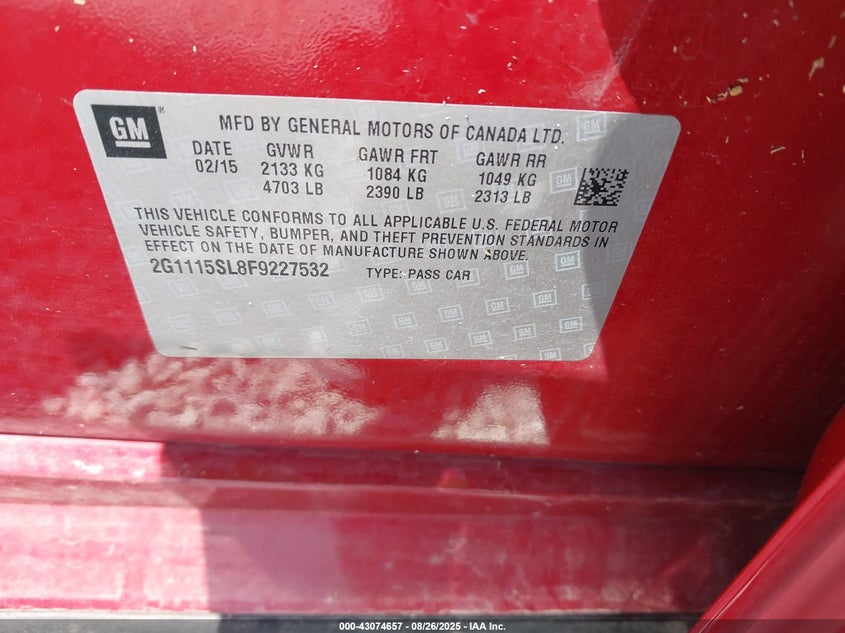 GM ®
MFD BY GENERAL MOTORS OF CANADA LTD.
DATE GVWR GAWR FRT GAWR RR
02/15 2133 KG 1084 KG 1049 KG
4703 LB 2390 LB 2313 LB
THIS VEHICLE CONFORMS TO ALL APPLICABLE U.S. FEDERAL MOTOR
VEHICLE SAFETY, BUMPER, AND THEFT PREVENTION STANDARDS IN
EFFECT ON THE DATE OF MANUFACTURE SHOWN ABOVE.
2G1115SL8F9227532 TYPE: PASS CAR
000-43074657 - 08/26/2025 - IAA Inc.